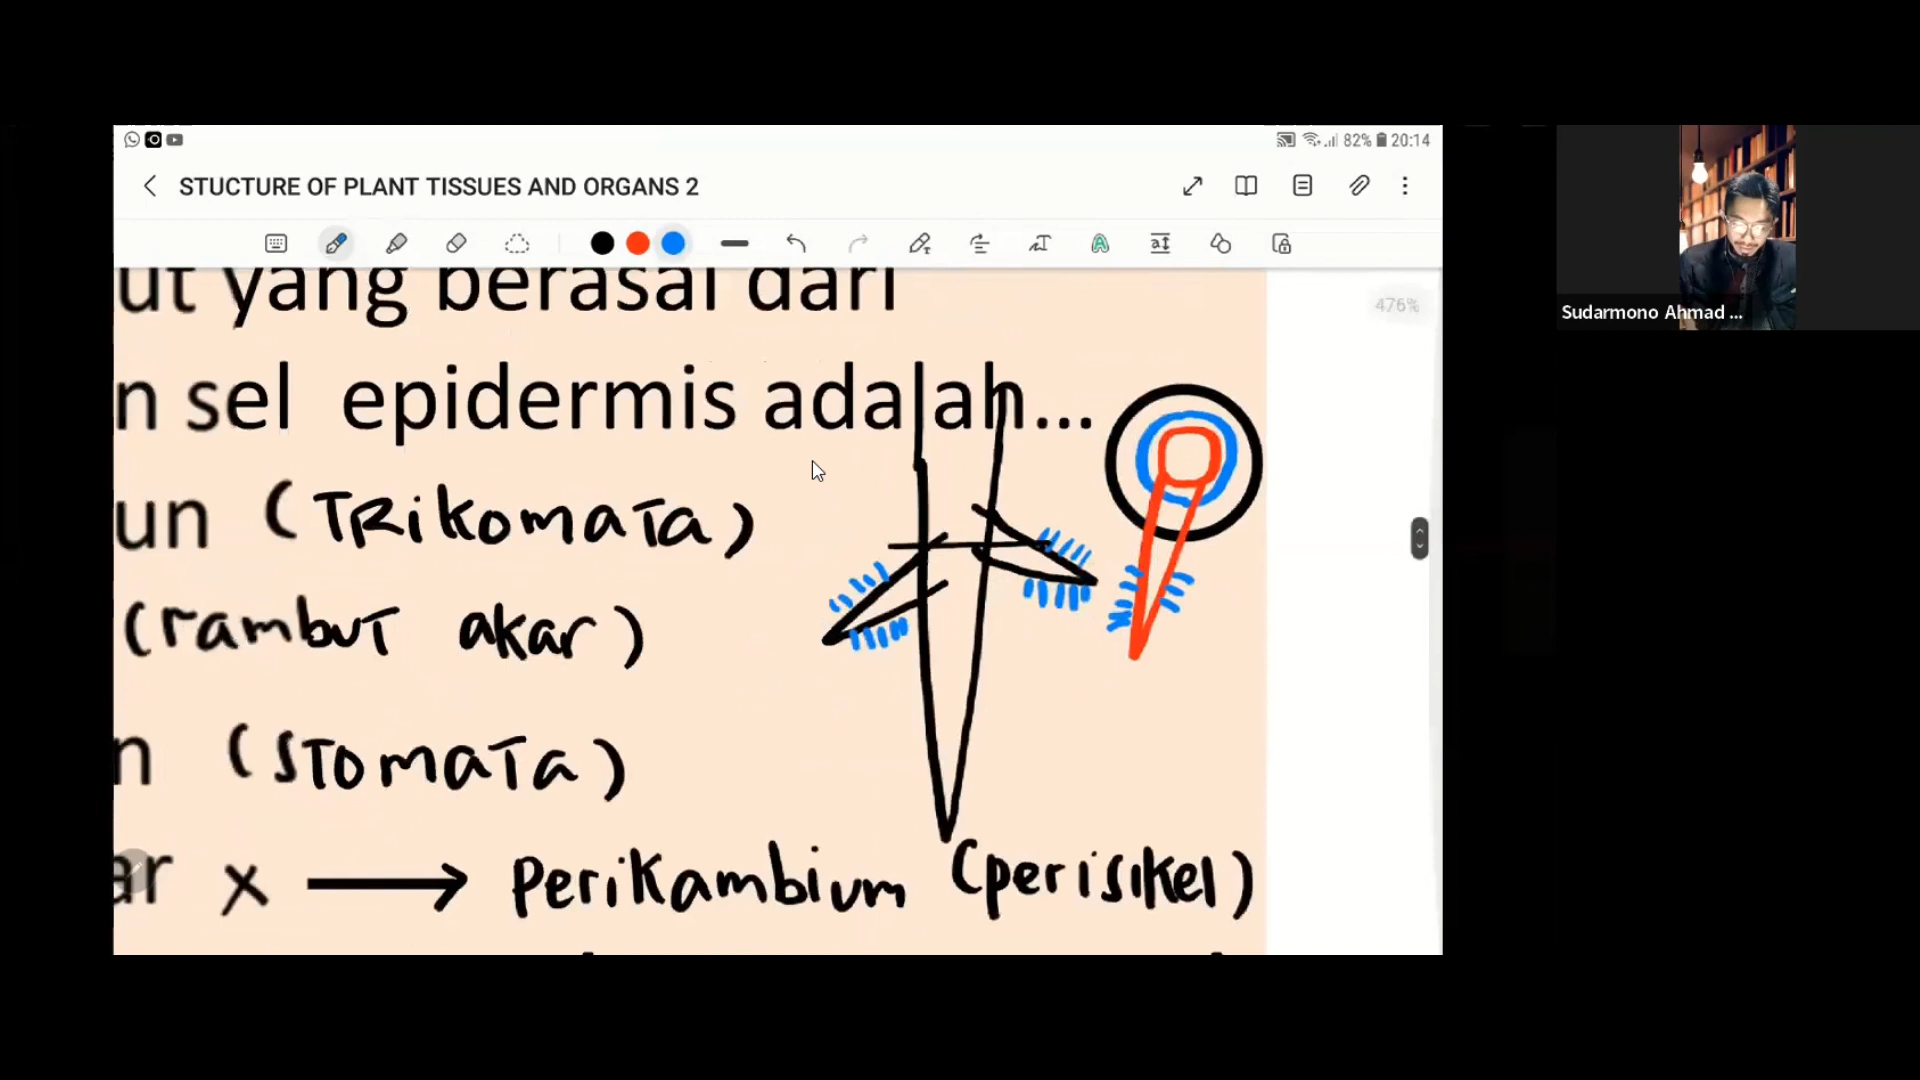 82% 20:14
STUCTURE OF PLANT TISSUES AND ORGANS 2
476%
ut yang berasal dari
n sel epidermis adalah...
un (TRikomaTa)
(rambuT akar)
n (STomaTa)
ar x → Perikambium (perisikel)
Sudarmono Ahmad ...